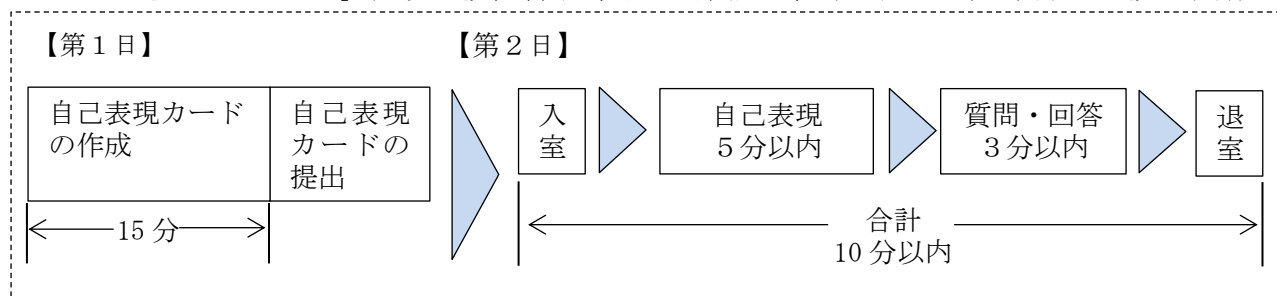 【第１日】
【第２日】
自己表現カード
の作成
自己表現
カードの
提出
15 分
入
室
自己表現
５分以内
質問・回答
３分以内
退
室
合計
10 分以内